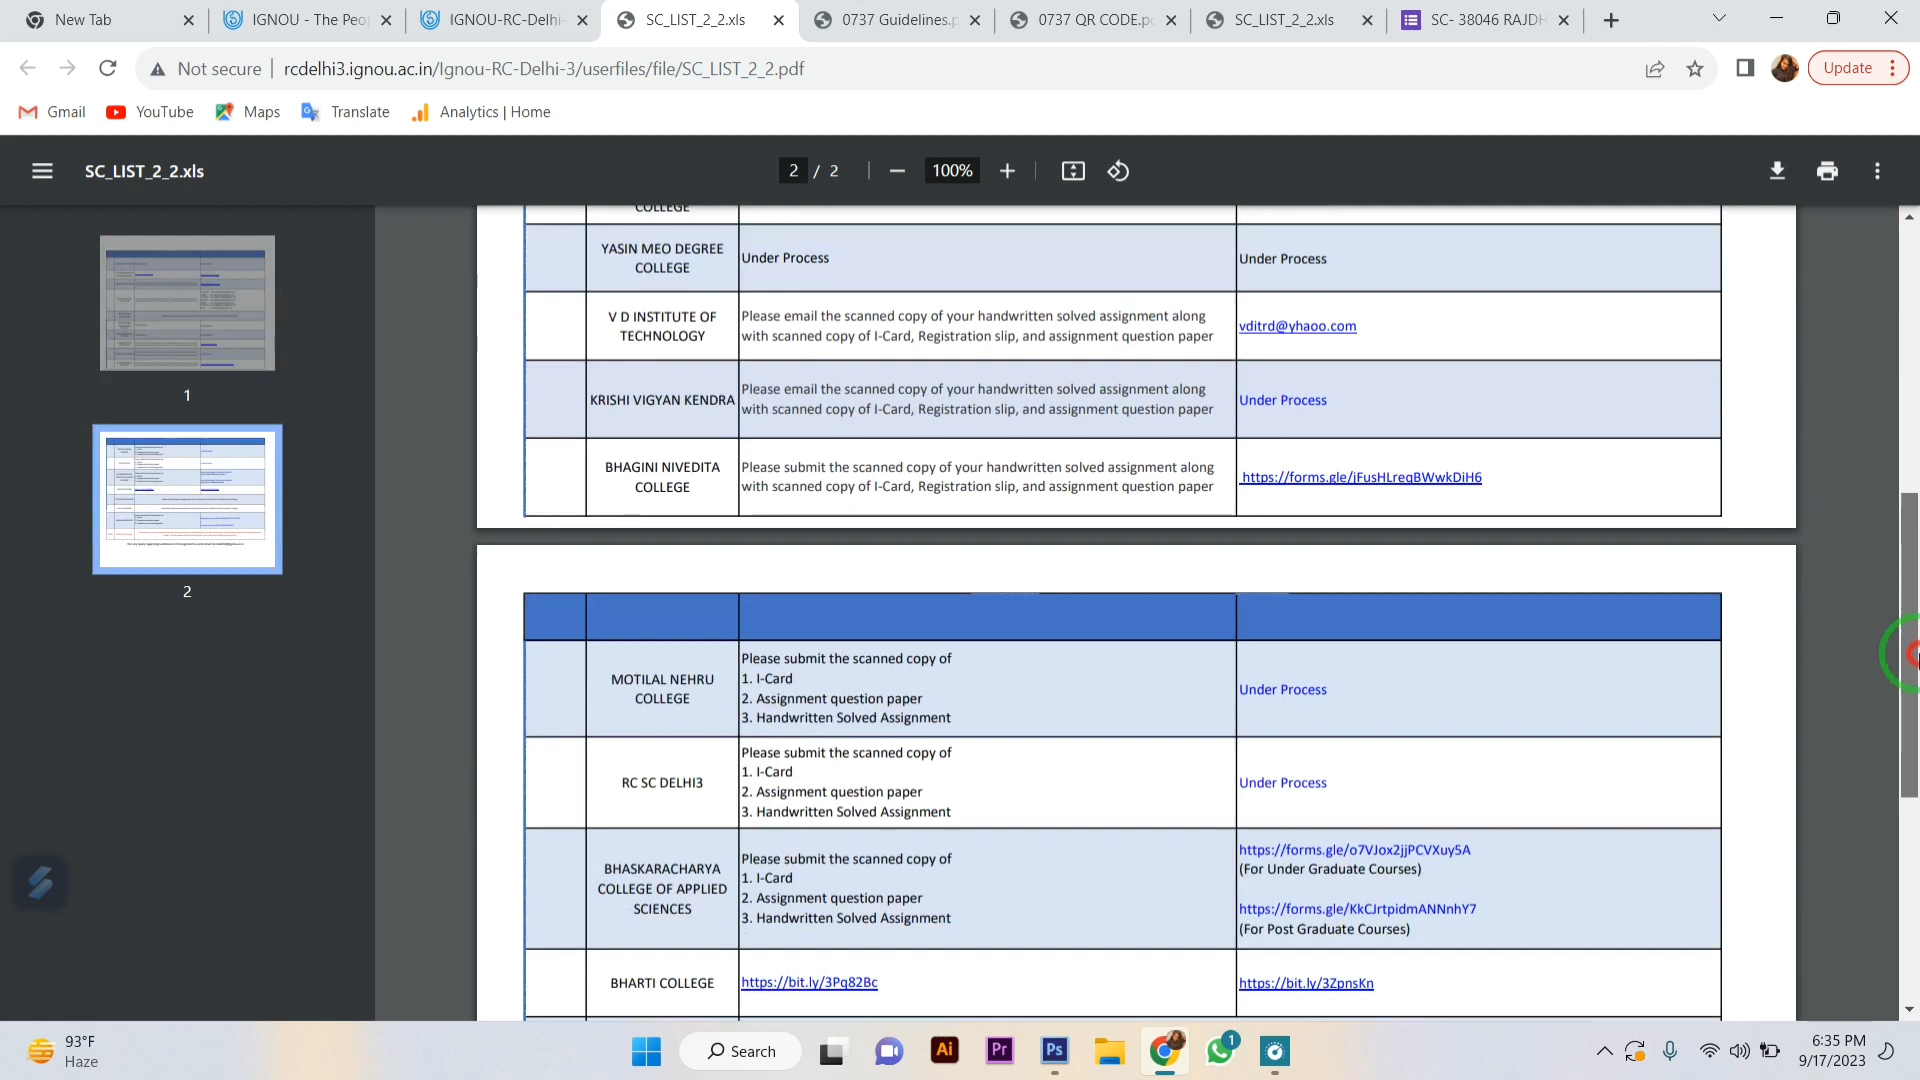 New Tab
IGNOU - The Peo
IGNOU-RC-Delhi-
SC_LIST_2_2.xls
0737 Guidelines.p
0737 QR CODE.pd
SC_LIST_2_2.xls
SC- 38046 RAJDH
Not secure
rcdelhi3.ignou.ac.in/Ignou-RC-Delhi-3/userfiles/file/SC_LIST_2_2.pdf
Update
Gmail
YouTube
Maps
Translate
Analytics | Home
SC_LIST_2_2.xls
2 / 2
100%
1
2
COLLEGE
YASIN MEO DEGREE
COLLEGE
Under Process
Under Process
V D INSTITUTE OF
TECHNOLOGY
Please email the scanned copy of your handwritten solved assignment along
with scanned copy of I-Card, Registration slip, and assignment question paper
vditrd@yhaoo.com
KRISHI VIGYAN KENDRA
Please email the scanned copy of your handwritten solved assignment along
with scanned copy of I-Card, Registration slip, and assignment question paper
Under Process
BHAGINI NIVEDITA
COLLEGE
Please submit the scanned copy of your handwritten solved assignment along
with scanned copy of I-Card, Registration slip, and assignment question paper
https://forms.gle/jFusHLreqBWwkDiH6
MOTILAL NEHRU
COLLEGE
Please submit the scanned copy of
1. I-Card
2. Assignment question paper
3. Handwritten Solved Assignment
Under Process
RC SC DELHI3
Please submit the scanned copy of
1. I-Card
2. Assignment question paper
3. Handwritten Solved Assignment
Under Process
BHASKARACHARYA
COLLEGE OF APPLIED
SCIENCES
Please submit the scanned copy of
1. I-Card
2. Assignment question paper
3. Handwritten Solved Assignment
https://forms.gle/o7VJox2jjPCVXuy5A
(For Under Graduate Courses)
https://forms.gle/KkCJrtpidmANNnhY7
(For Post Graduate Courses)
BHARTI COLLEGE
https://bit.ly/3Pq82Bc
https://bit.ly/3ZpnsKn
93°F
Haze
Search
Ai
Pr
Ps
1
6:35 PM
9/17/2023